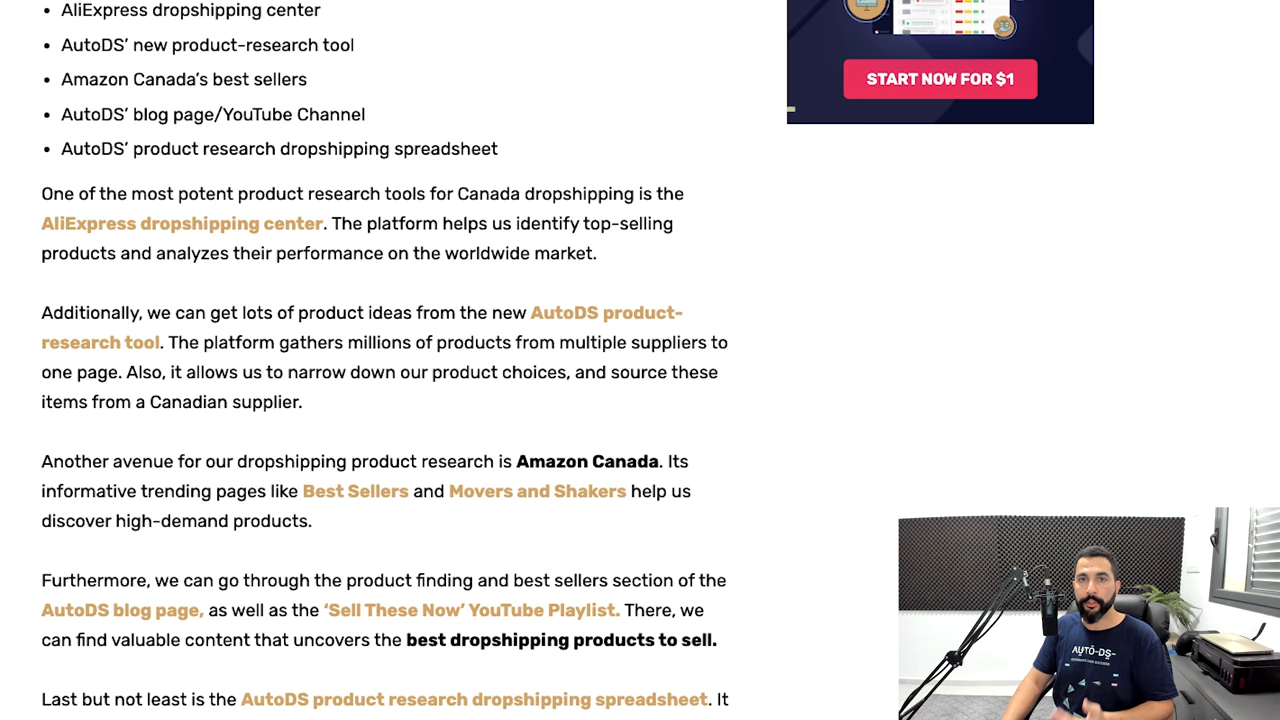 AliExpress dropshipping center
AutoDS’ new product-research tool
Amazon Canada’s best sellers
AutoDS’ blog page/YouTube Channel
AutoDS’ product research dropshipping spreadsheet
One of the most potent product research tools for Canada dropshipping is the
AliExpress dropshipping center. The platform helps us identify top-selling
products and analyzes their performance on the worldwide market.
Additionally, we can get lots of product ideas from the new AutoDS product-
research tool. The platform gathers millions of products from multiple suppliers to
one page. Also, it allows us to narrow down our product choices, and source these
items from a Canadian supplier.
Another avenue for our dropshipping product research is Amazon Canada. Its
informative trending pages like Best Sellers and Movers and Shakers help us
discover high-demand products.
Furthermore, we can go through the product finding and best sellers section of the
AutoDS blog page, as well as the ‘Sell These Now’ YouTube Playlist. There, we
can find valuable content that uncovers the best dropshipping products to sell.
Last but not least is the AutoDS product research dropshipping spreadsheet. It
START NOW FOR $1
AUTO-DS-